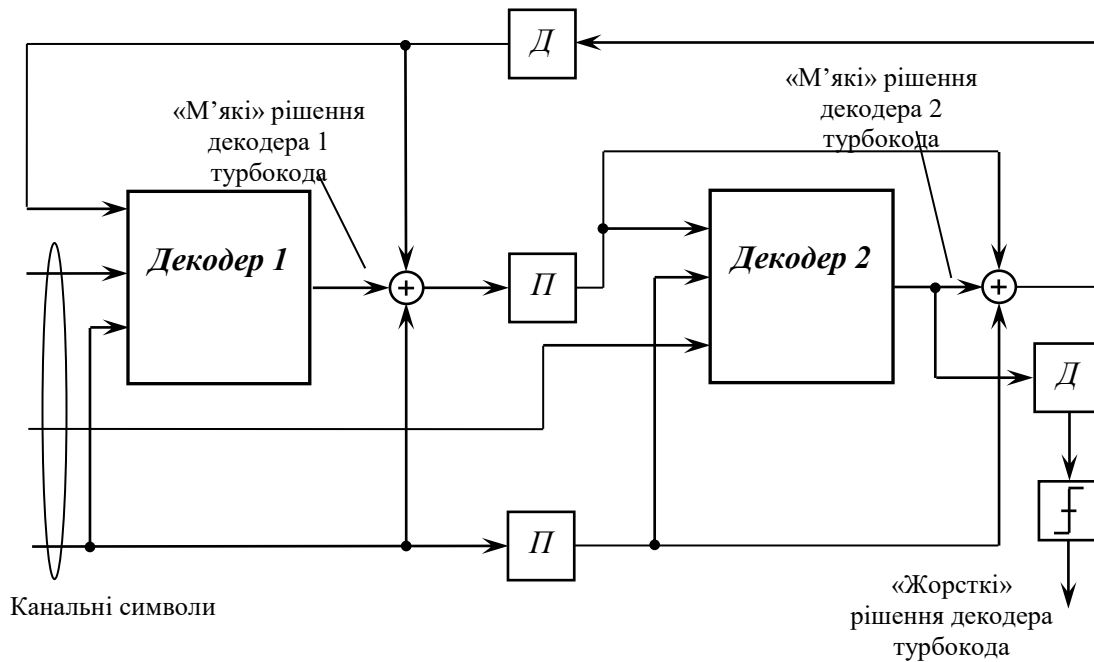 Д
«М’які» рішення
декодера 1
турбокода
«М’які» рішення
декодера 2
турбокода
Декодер 1
+
П
Декодер 2
+
Д
П
Канальні символи
«Жорсткі»
рішення декодера
турбокода